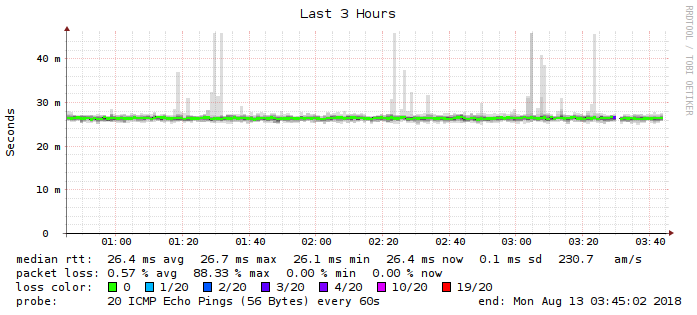 Last 3 Hours
RRDTOOL / TOBI OETIKER
Seconds
40 m
30 m
20 m
10 m
0
01:00 01:20 01:40 02:00 02:20 02:40 03:00 03:20 03:40
median rtt: 26.4 ms avg 26.7 ms max 26.1 ms min 26.4 ms now 0.1 ms sd 230.7 am/s
packet loss: 0.57 % avg 88.33 % max 0.00 % min 0.00 % now
loss color: 0 1/20 2/20 3/20 4/20 10/20 19/20
probe: 20 ICMP Echo Pings (56 Bytes) every 60s end: Mon Aug 13 03:45:02 2018